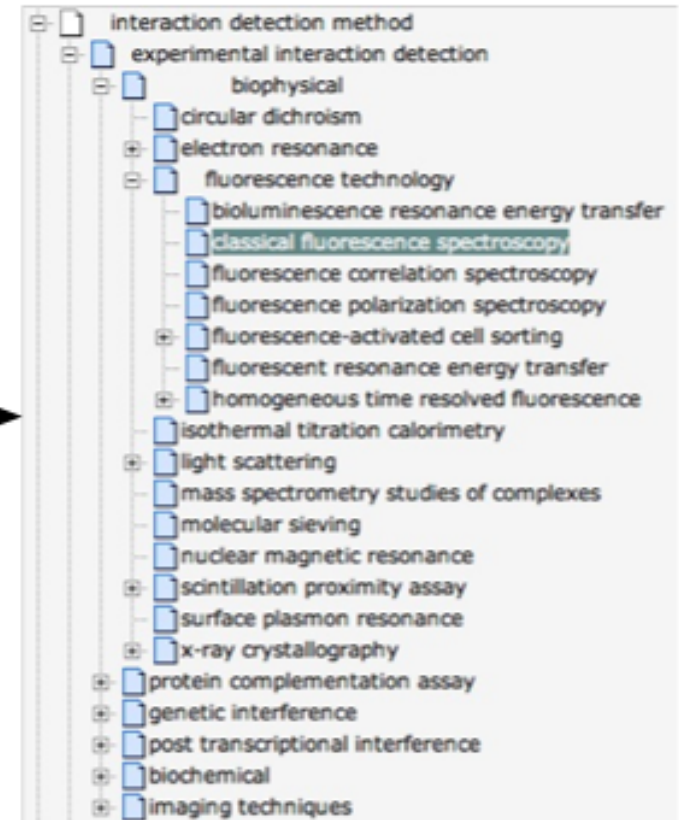 interaction detection method
experimental interaction detection
biophysical
circular dichroism
electron resonance
fluorescence technology
bioluminescence resonance energy transfer
classical fluorescence spectroscopy
fluorescence correlation spectroscopy
fluorescence polarization spectroscopy
fluorescence-activated cell sorting
fluorescent resonance energy transfer
homogeneous time resolved fluorescence
isothermal titration calorimetry
light scattering
mass spectrometry studies of complexes
molecular sieving
nuclear magnetic resonance
scintillation proximity assay
surface plasmon resonance
x-ray crystallography
protein complementation assay
genetic interference
post transcriptional interference
biochemical
imaging techniques